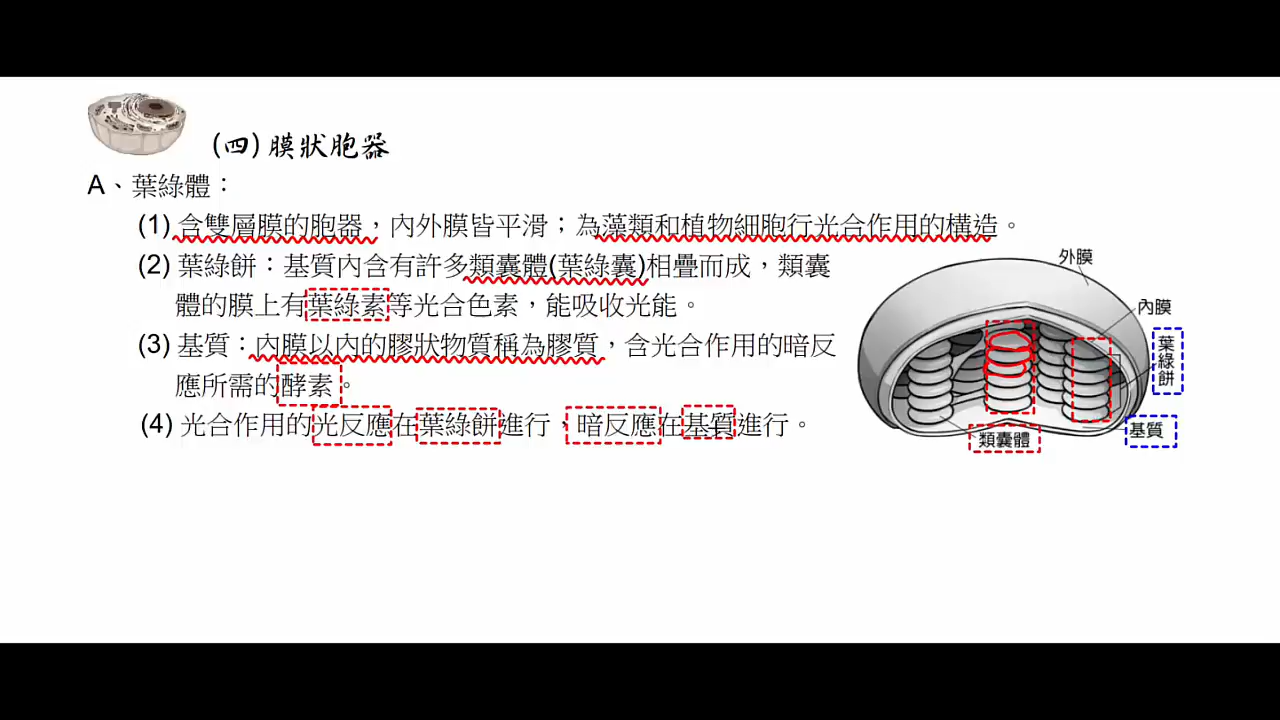 (四)膜狀胞器
A、葉綠體：
(1) 含雙層膜的胞器，內外膜皆平滑；為藻類和植物細胞行光合作用的構造。
(2) 葉綠餅：基質內含有許多類囊體(葉綠囊)相疊而成，類囊
體的膜上有葉綠素等光合色素，能吸收光能。
(3) 基質：內膜以內的膠狀物質稱為膠質，含光合作用的暗反
應所需的酵素。
(4) 光合作用的光反應在葉綠餅進行，暗反應在基質進行。
外膜
內膜
葉綠餅
基質
類囊體